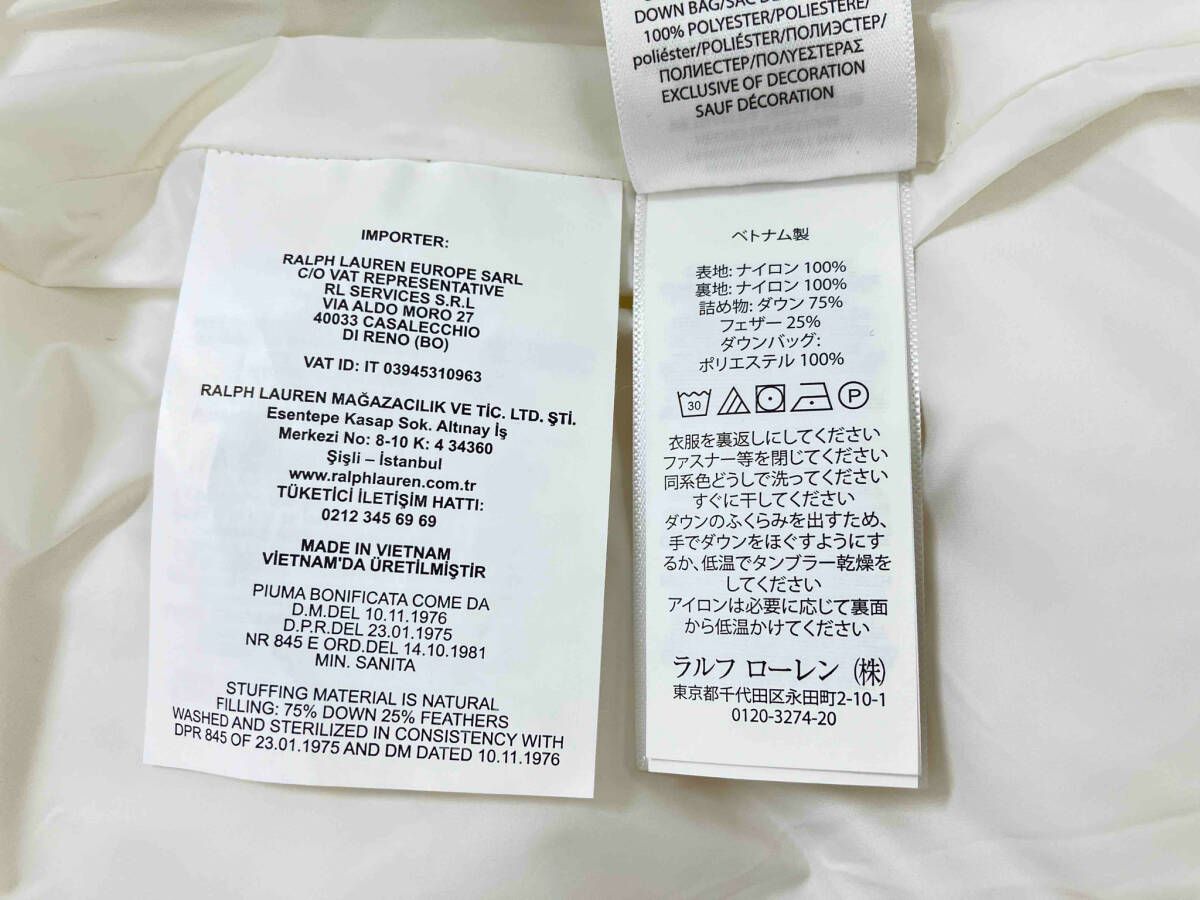 DOWN BAG/SAC
100% POLYESTER/POLIESTERE/
poliéster/POLIÉSTER/ПОЛИЭСТЕР/
ПОЛИЕСТЕР/ΠΟΛΥΕΣΤΕΡΑΣ
EXCLUSIVE OF DECORATION
SAUF DÉCORATION
IMPORTER:
RALPH LAUREN EUROPE SARL
C/O VAT REPRESENTATIVE
RL SERVICES S.R.L
VIA ALDO MORO 27
40033 CASALECCHIO
DI RENO (BO)
VAT ID: IT 03945310963
RALPH LAUREN MAĞAZACILIK VE TİC. LTD. ŞTİ.
Esentepe Kasap Sok. Altınay İş
Merkezi No: 8-10 K: 4 34360
Şişli – İstanbul
www.ralphlauren.com.tr
TÜKETİCİ İLETİŞİM HATTI:
0212 345 69 69
MADE IN VIETNAM
VİETNAM'DA ÜRETİLMİŞTİR
PIUMA BONIFICATA COME DA
D.M.DEL 10.11.1976
D.P.R.DEL 23.01.1975
NR 845 E ORD.DEL 14.10.1981
MIN. SANITA
STUFFING MATERIAL IS NATURAL
FILLING: 75% DOWN 25% FEATHERS
WASHED AND STERILIZED IN CONSISTENCY WITH
DPR 845 OF 23.01.1975 AND DM DATED 10.11.1976
ベトナム製
表地: ナイロン 100%
裏地: ナイロン 100%
詰め物: ダウン 75%
フェザー 25%
ダウンバッグ:
ポリエステル 100%
30 P
衣服を裏返しにしてください
ファスナー等を閉じてください
同系色どうしで洗ってください
すぐに干してください
ダウンのふくらみを出すため、
手でダウンをほぐすようにす
るか、低温でタンブラー乾燥を
してください
アイロンは必要に応じて裏面
から低温かけてください
ラルフ ローレン (株)
東京都千代田区永田町2-10-1
0120-3274-20